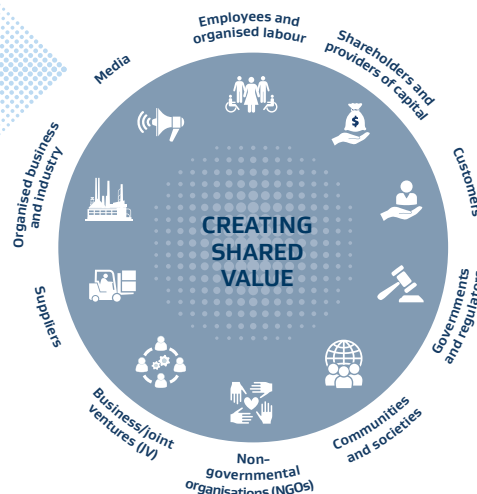 Employees and
organised labour
Shareholders and
providers of capital
Customers
Governments
and regulators
Communities
and societies
Non-
governmental
organisations (NGOs)
Business/joint
ventures (JV)
Suppliers
Organised business
and industry
Media
$
CREATING
SHARED
VALUE